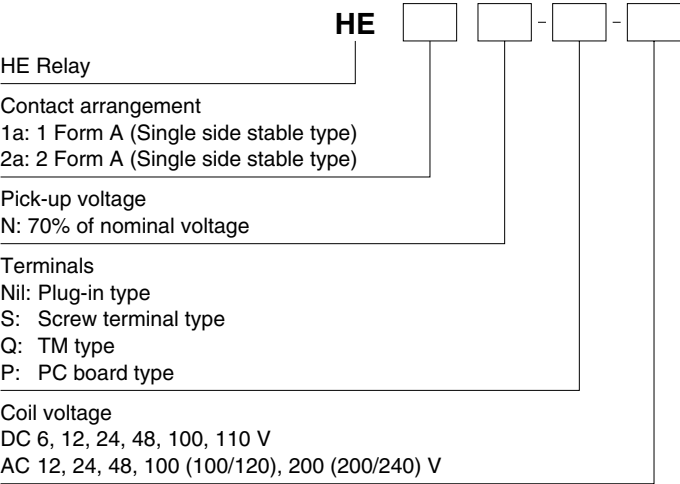 HE - -
HE Relay
Contact arrangement
1a: 1 Form A (Single side stable type)
2a: 2 Form A (Single side stable type)
Pick-up voltage
N: 70% of nominal voltage
Terminals
Nil: Plug-in type
S: Screw terminal type
Q: TM type
P: PC board type
Coil voltage
DC 6, 12, 24, 48, 100, 110 V
AC 12, 24, 48, 100 (100/120), 200 (200/240) V